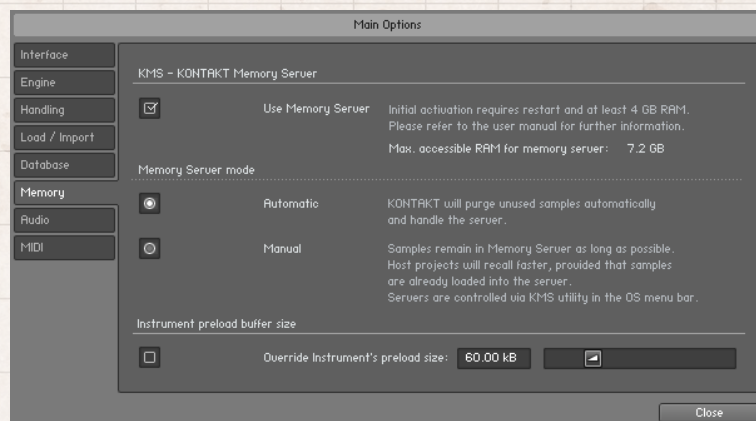 Main Options
Interface
Engine
Handling
Load / Import
Database
Memory
Audio
MIDI
KMS - KONTAKT Memory Server
Use Memory Server
Initial activation requires restart and at least 4 GB RAM.
Please refer to the user manual for further information.
Max. accessible RAM for memory server: 7.2 GB
Memory Server mode
Automatic
KONTAKT will purge unused samples automatically
and handle the server.
Manual
Samples remain in Memory Server as long as possible.
Host projects will recall faster, provided that samples
are already loaded into the server.
Servers are controlled via KMS utility in the OS menu bar.
Instrument preload buffer size
Override Instrument's preload size: 60.00 kB
Close